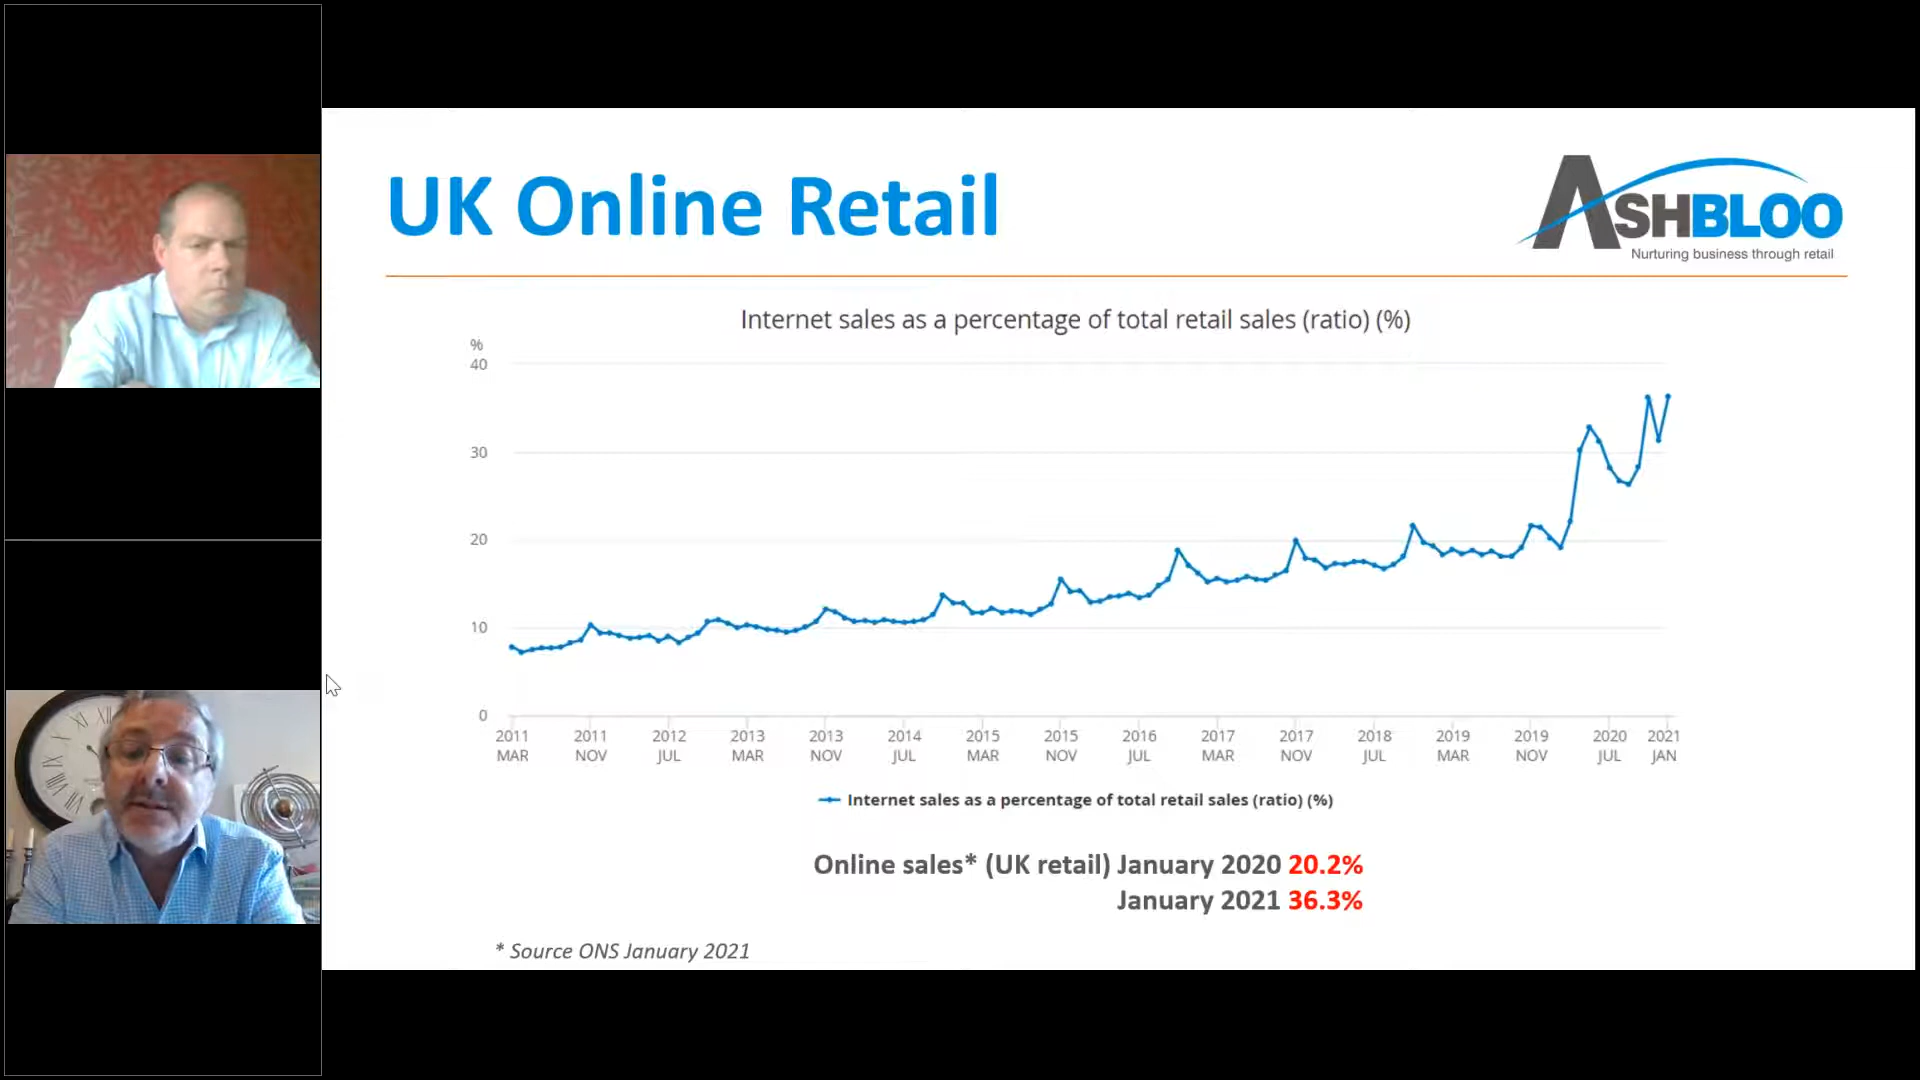 UK Online Retail
ASHBLOO
Nurturing business through retail
Internet sales as a percentage of total retail sales (ratio) (%)
%
40
30
20
10
0
2011 2011 2012 2013 2013 2014 2015 2015 2016 2017 2017 2018 2019 2019 2020 2021
MAR NOV JUL MAR NOV JUL MAR NOV JUL MAR NOV JUL MAR NOV JUL JAN
Internet sales as a percentage of total retail sales (ratio) (%)
Online sales* (UK retail) January 2020 20.2%
January 2021 36.3%
* Source ONS January 2021